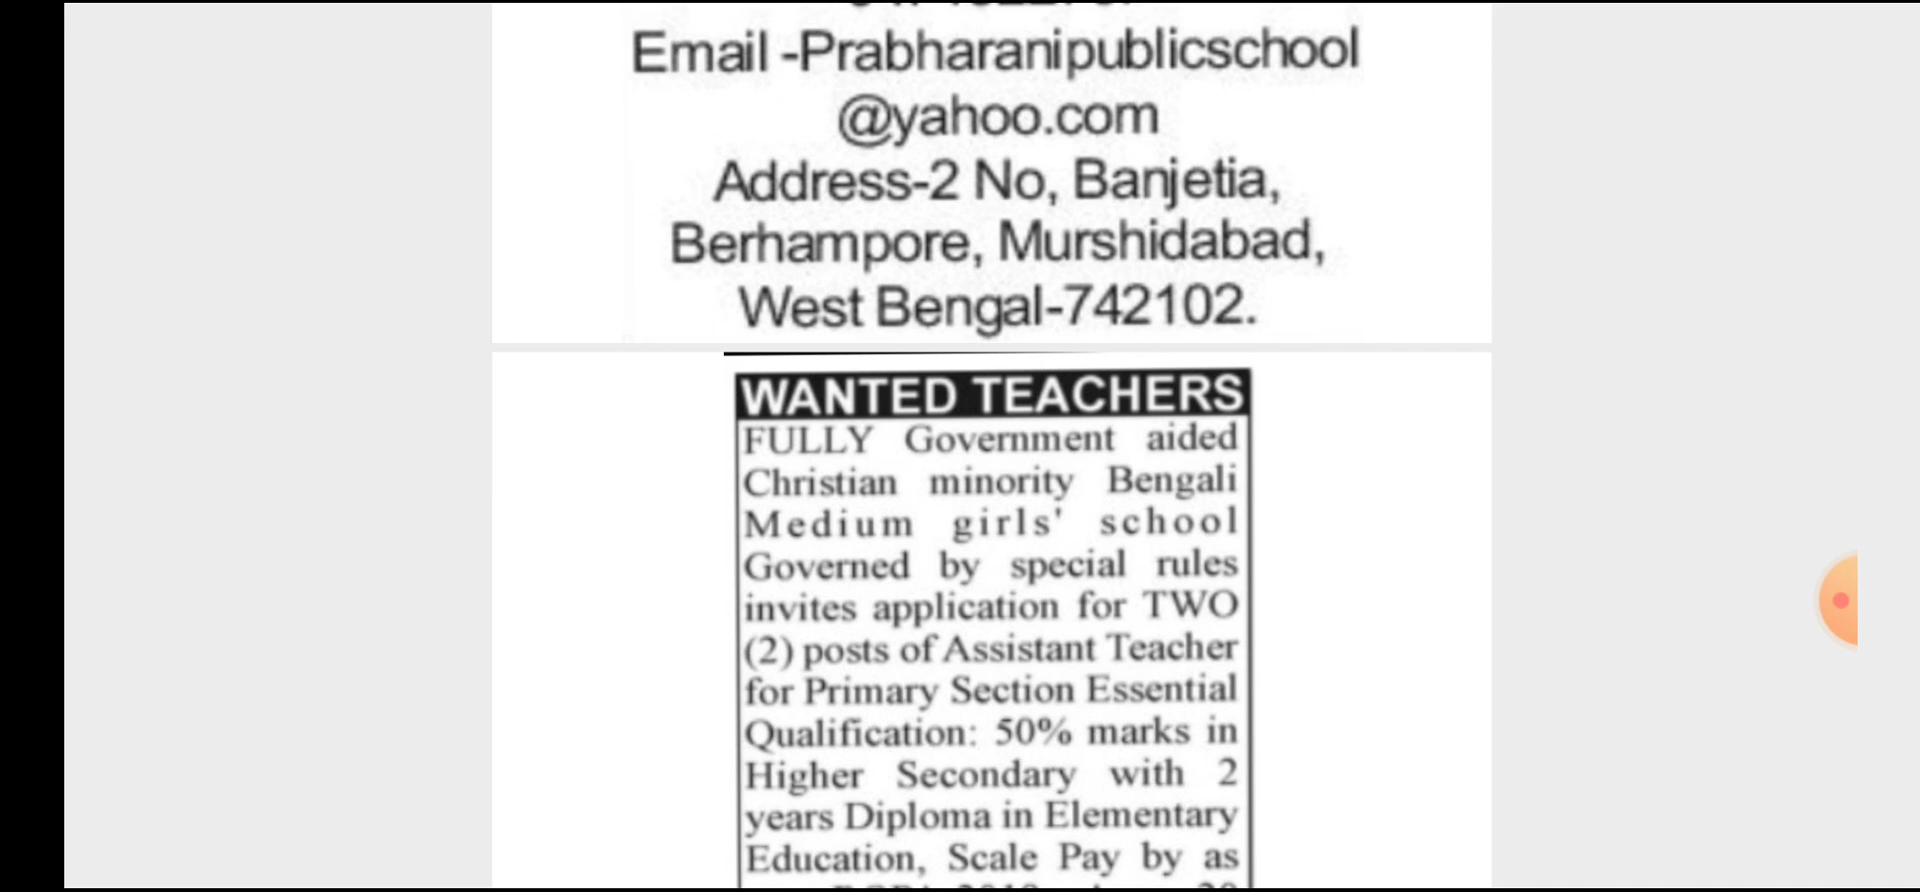 Email -Prabharanipublicschool
@yahoo.com
Address-2 No, Banjetia,
Berhampore, Murshidabad,
West Bengal-742102.
WANTED TEACHERS
FULLY Government aided
Christian minority Bengali
Medium girls' school
Governed by special rules
invites application for TWO
(2) posts of Assistant Teacher
for Primary Section Essential
Qualification: 50% marks in
Higher Secondary with 2
years Diploma in Elementary
Education, Scale Pay by as